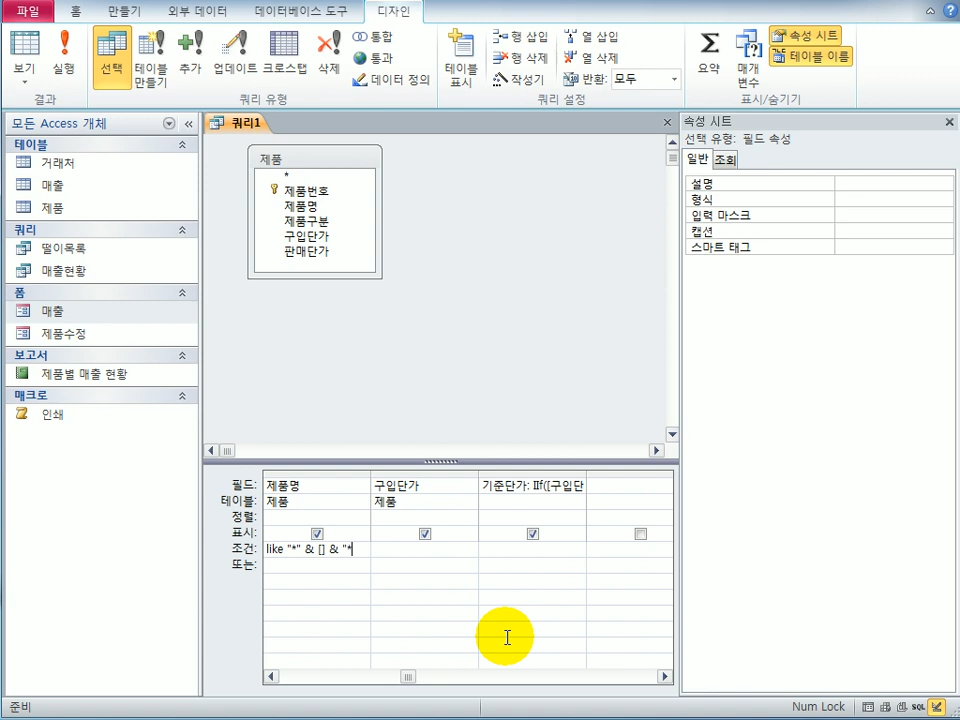 파일 홈 만들기 외부 데이터 데이터베이스 도구 디자인
보기 실행 선택 테이블 만들기 추가 업데이트 크로스탭 삭제 통합 통과 데이터 정의 테이블 표시 행 삽입 행 삭제 작성기 열 삽입 열 삭제 반환: 모두 요약 매개 변수 속성 시트 테이블 이름
결과 쿼리 유형 쿼리 설정 표시/숨기기
모든 Access 개체
테이블
거래처
매출
제품
쿼리
떨이목록
매출현황
폼
매출
제품수정
보고서
제품별 매출 현황
매크로
인쇄
쿼리1
제품
*
제품번호
제품명
제품구분
구입단가
판매단가
필드: 제품명 구입단가 기준단가: IIf([구입단
테이블: 제품 제품
정렬:
표시:
조건: like "*" & [] & "*
또는:
속성 시트
선택 유형: 필드 속성
일반 조회
설명
형식
입력 마스크
캡션
스마트 태그
준비 Num Lock SQL